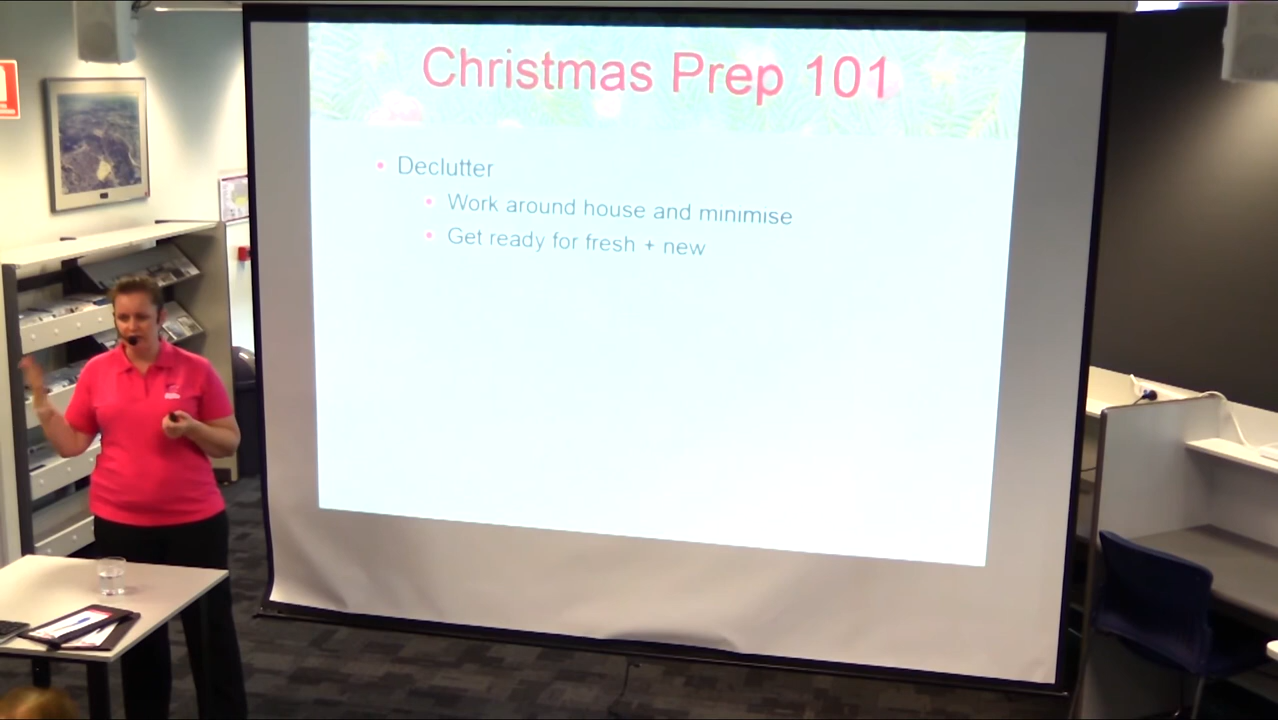 Christmas Prep 101
Declutter
Work around house and minimise
Get ready for fresh + new